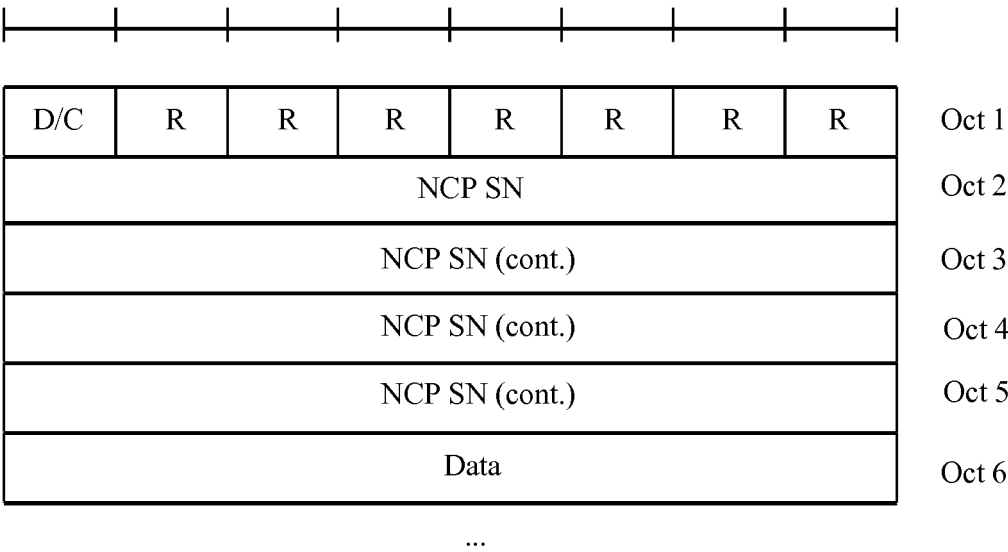 D/C R R R R R R R Oct 1
NCP SN Oct 2
NCP SN (cont.) Oct 3
NCP SN (cont.) Oct 4
NCP SN (cont.) Oct 5
Data Oct 6
...